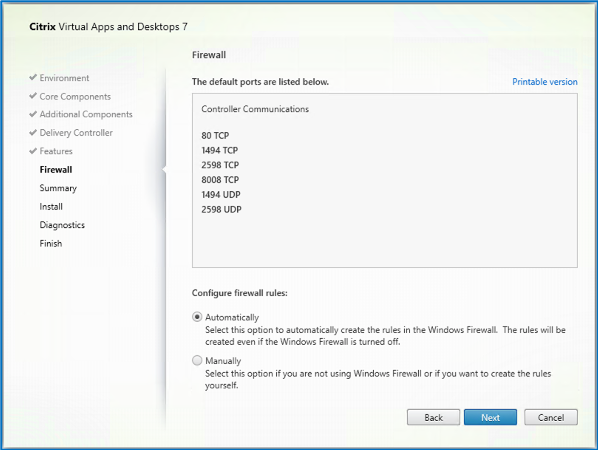 Citrix Virtual Apps and Desktops 7
Firewall
Environment
Core Components
Additional Components
Delivery Controller
Features
Firewall
Summary
Install
Diagnostics
Finish
The default ports are listed below.
Printable version
Controller Communications
80 TCP
1494 TCP
2598 TCP
8008 TCP
1494 UDP
2598 UDP
Configure firewall rules:
Automatically
Select this option to automatically create the rules in the Windows Firewall. The rules will be
created even if the Windows Firewall is turned off.
Manually
Select this option if you are not using Windows Firewall or if you want to create the rules
yourself.
Back
Next
Cancel